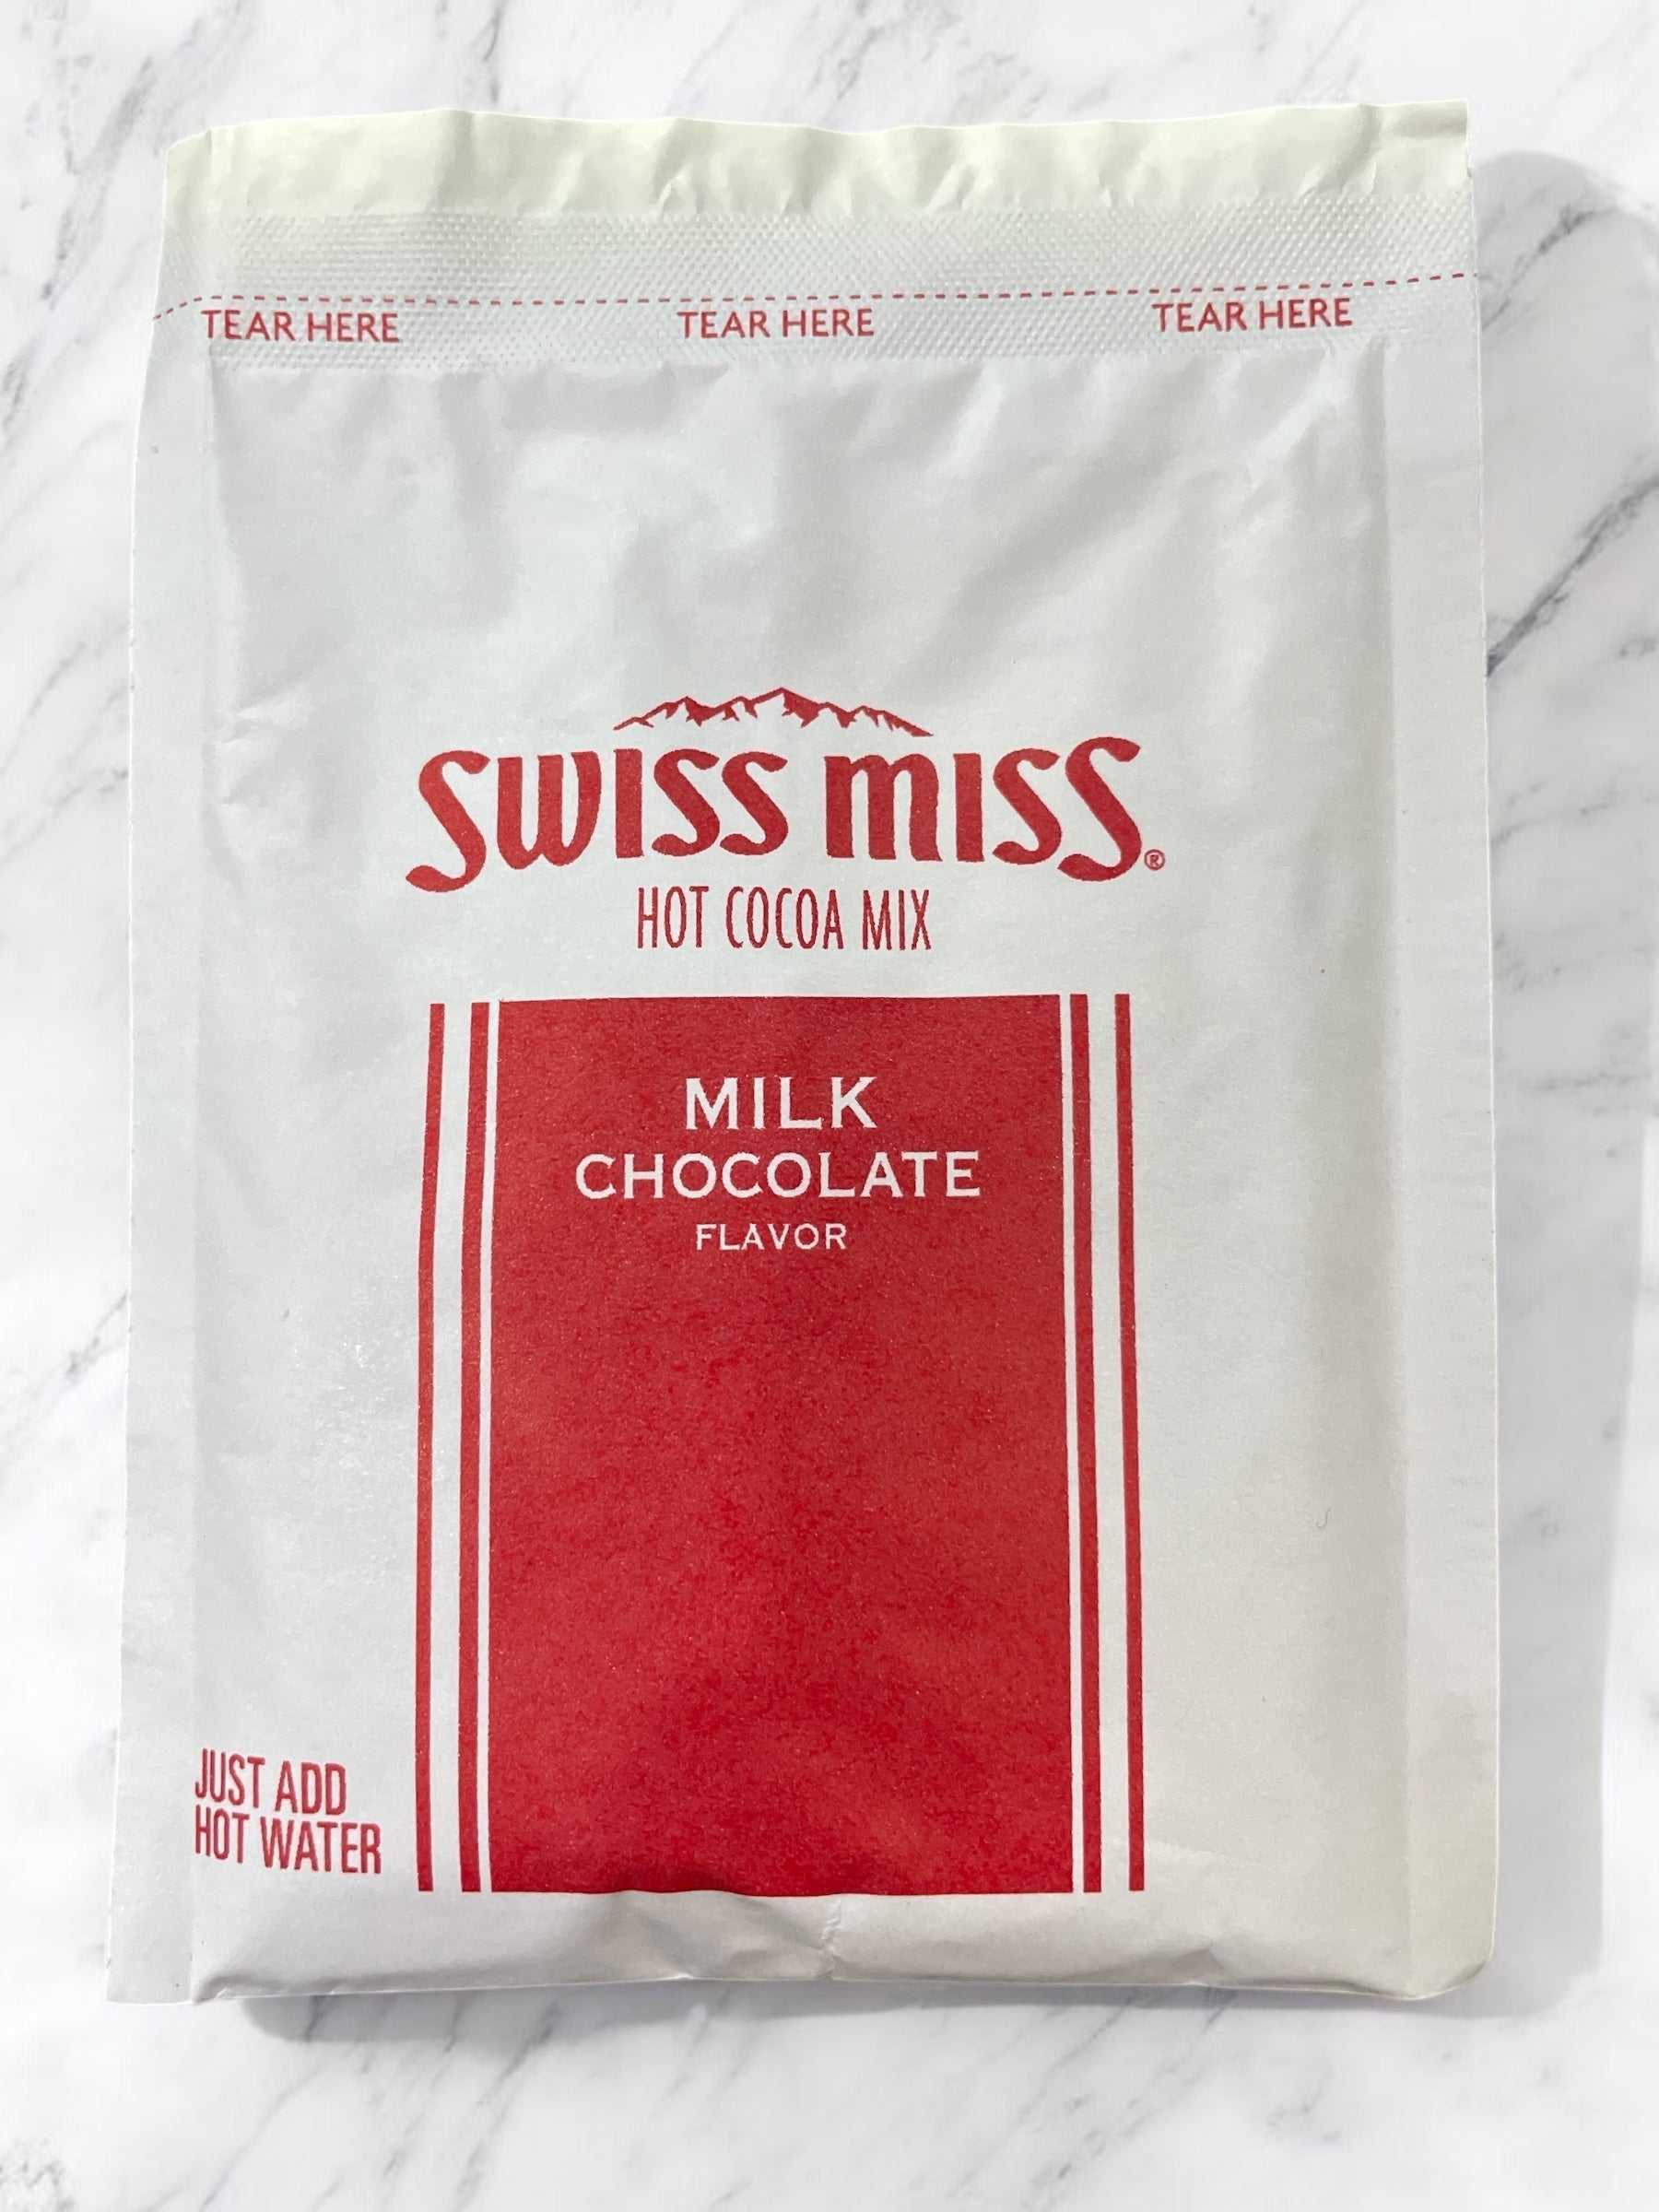 TEAR HERE TEAR HERE TEAR HERE
SWISS MISS®
HOT COCOA MIX
MILK
CHOCOLATE
FLAVOR
JUST ADD
HOT WATER